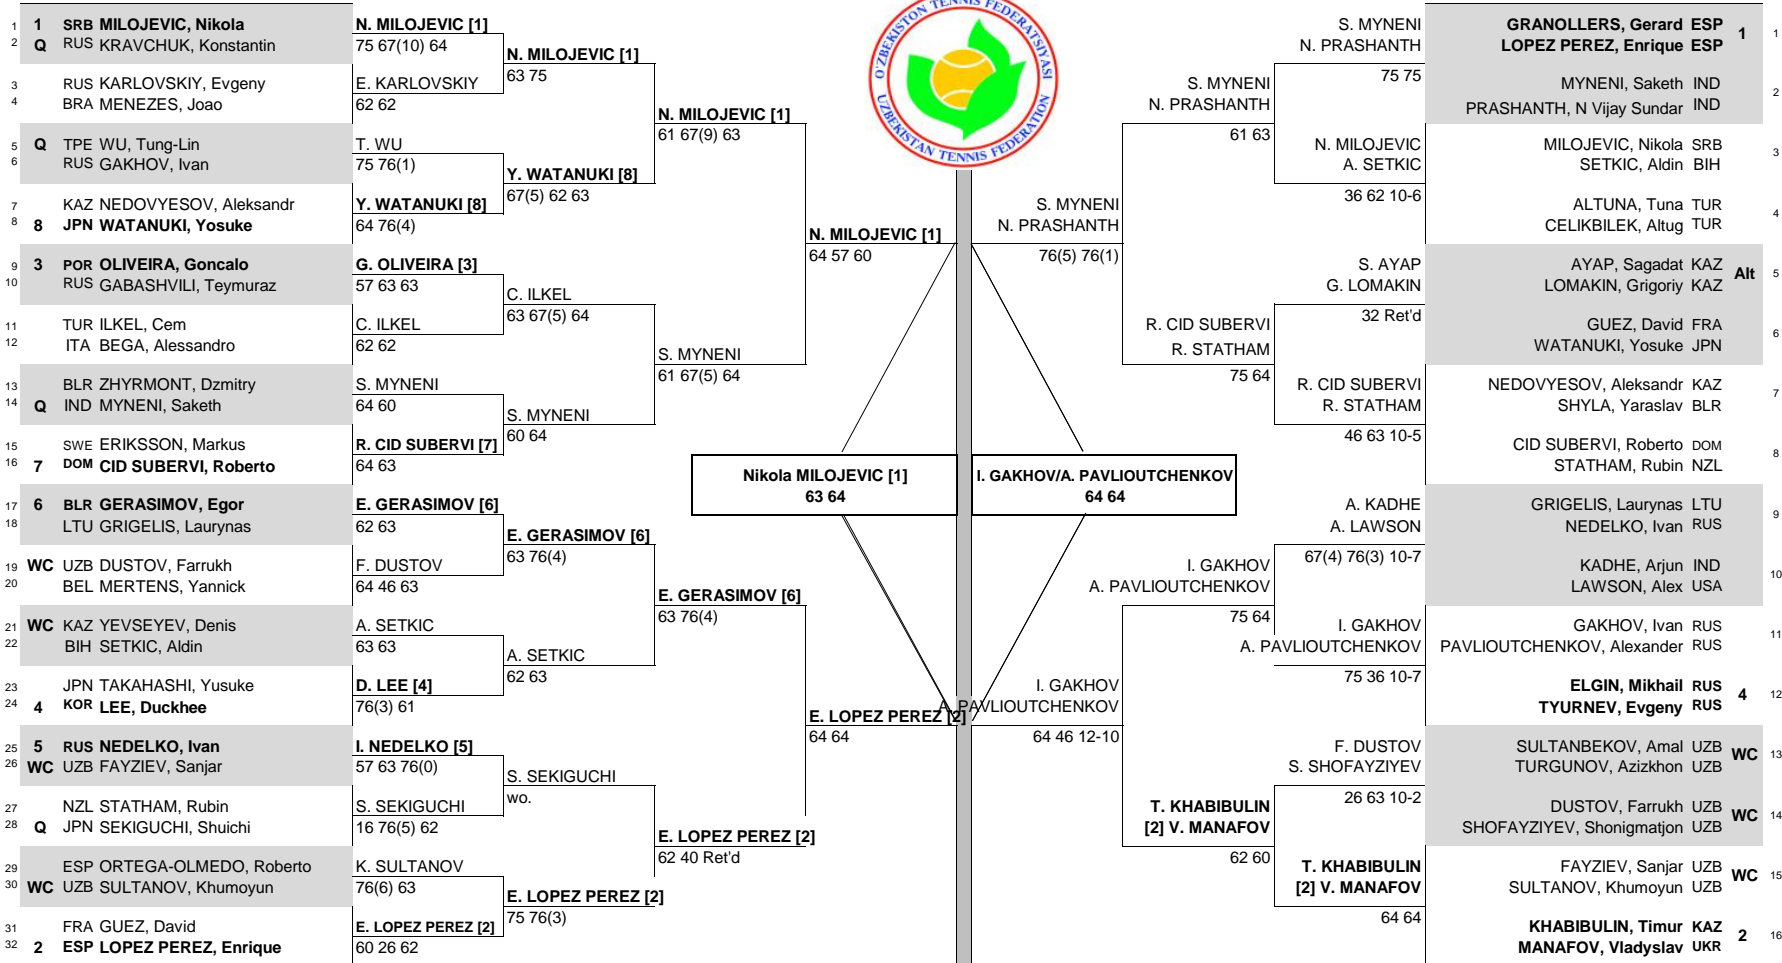 O'ZBEKISTON TENNIS FEDERATSIYASI
UZBEKISTAN TENNIS FEDERATION
1 1 SRB MILOJEVIC, Nikola
2 Q RUS KRAVCHUK, Konstantin
3 RUS KARLOVSKIY, Evgeny
4 BRA MENEZES, Joao
5 Q TPE WU, Tung-Lin
6 RUS GAKHOV, Ivan
7 KAZ NEDOVYESOV, Aleksandr
8 8 JPN WATANUKI, Yosuke
9 3 POR OLIVEIRA, Goncalo
10 RUS GABASHVILI, Teymuraz
11 TUR ILKEL, Cem
12 ITA BEGA, Alessandro
13 BLR ZHYRMONT, Dzmitry
14 Q IND MYNENI, Saketh
15 SWE ERIKSSON, Markus
16 7 DOM CID SUBERVI, Roberto
17 6 BLR GERASIMOV, Egor
18 LTU GRIGELIS, Laurynas
19 WC UZB DUSTOV, Farrukh
20 BEL MERTENS, Yannick
21 WC KAZ YEVSEYEV, Denis
22 BIH SETKIC, Aldin
23 JPN TAKAHASHI, Yusuke
24 4 KOR LEE, Duckhee
25 5 RUS NEDELKO, Ivan
26 WC UZB FAYZIEV, Sanjar
27 NZL STATHAM, Rubin
28 Q JPN SEKIGUCHI, Shuichi
29 ESP ORTEGA-OLMEDO, Roberto
30 WC UZB SULTANOV, Khumoyun
31 FRA GUEZ, David
32 2 ESP LOPEZ PEREZ, Enrique
N. MILOJEVIC [1]
75 67(10) 64
E. KARLOVSKIY
62 62
T. WU
75 76(1)
Y. WATANUKI [8]
64 76(4)
G. OLIVEIRA [3]
57 63 63
C. ILKEL
62 62
S. MYNENI
64 60
R. CID SUBERVI [7]
64 63
E. GERASIMOV [6]
62 63
F. DUSTOV
64 46 63
A. SETKIC
63 63
D. LEE [4]
76(3) 61
I. NEDELKO [5]
57 63 76(0)
S. SEKIGUCHI
16 76(5) 62
K. SULTANOV
76(6) 63
E. LOPEZ PEREZ [2]
60 26 62
N. MILOJEVIC [1]
63 75
Y. WATANUKI [8]
67(5) 62 63
C. ILKEL
63 67(5) 64
S. MYNENI
60 64
E. GERASIMOV [6]
63 76(4)
A. SETKIC
62 63
S. SEKIGUCHI
wo.
E. LOPEZ PEREZ [2]
75 76(3)
N. MILOJEVIC [1]
61 67(9) 63
S. MYNENI
61 67(5) 64
E. GERASIMOV [6]
63 76(4)
E. LOPEZ PEREZ [2]
62 40 Ret'd
N. MILOJEVIC [1]
64 57 60
E. LOPEZ PEREZ [2]
64 64
Nikola MILOJEVIC [1]
63 64
I. GAKHOV/A. PAVLIOUTCHENKOV
64 64
S. MYNENI
N. PRASHANTH
76(5) 76(1)
I. GAKHOV
A. PAVLIOUTCHENKOV
64 46 12-10
S. MYNENI
N. PRASHANTH
61 63
R. CID SUBERVI
R. STATHAM
75 64
I. GAKHOV
A. PAVLIOUTCHENKOV
75 64
T. KHABIBULIN
[2] V. MANAFOV
62 60
S. MYNENI
N. PRASHANTH
75 75
N. MILOJEVIC
A. SETKIC
36 62 10-6
S. AYAP
G. LOMAKIN
32 Ret'd
R. CID SUBERVI
R. STATHAM
46 63 10-5
A. KADHE
A. LAWSON
67(4) 76(3) 10-7
I. GAKHOV
A. PAVLIOUTCHENKOV
75 36 10-7
F. DUSTOV
S. SHOFAYZIYEV
26 63 10-2
T. KHABIBULIN
[2] V. MANAFOV
64 64
GRANOLLERS, Gerard ESP 1 1
LOPEZ PEREZ, Enrique ESP
MYNENI, Saketh IND 2
PRASHANTH, N Vijay Sundar IND
MILOJEVIC, Nikola SRB 3
SETKIC, Aldin BIH
ALTUNA, Tuna TUR 4
CELIKBILEK, Altug TUR
AYAP, Sagadat KAZ Alt 5
LOMAKIN, Grigoriy KAZ
GUEZ, David FRA 6
WATANUKI, Yosuke JPN
NEDOVYESOV, Aleksandr KAZ 7
SHYLA, Yaraslav BLR
CID SUBERVI, Roberto DOM 8
STATHAM, Rubin NZL
GRIGELIS, Laurynas LTU 9
NEDELKO, Ivan RUS
KADHE, Arjun IND 10
LAWSON, Alex USA
GAKHOV, Ivan RUS 11
PAVLIOUTCHENKOV, Alexander RUS
ELGIN, Mikhail RUS 4 12
TYURNEV, Evgeny RUS
SULTANBEKOV, Amal UZB WC 13
TURGUNOV, Azizkhon UZB
DUSTOV, Farrukh UZB WC 14
SHOFAYZIYEV, Shonigmatjon UZB
FAYZIEV, Sanjar UZB WC 15
SULTANOV, Khumoyun UZB
KHABIBULIN, Timur KAZ 2 16
MANAFOV, Vladyslav UKR